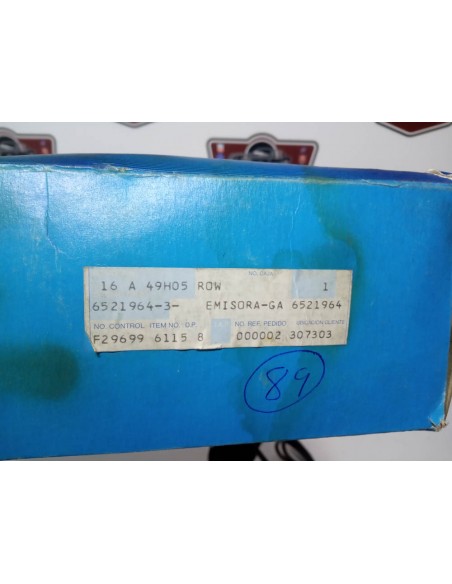 NO. CAJA
16 A 49H05 ROW 1
6521964-3- EMISORA-GA 6521964
NO. CONTROL ITEM NO. D.P. NO. REF. PEDIDO
F29699 6115 8 000002 307303
89